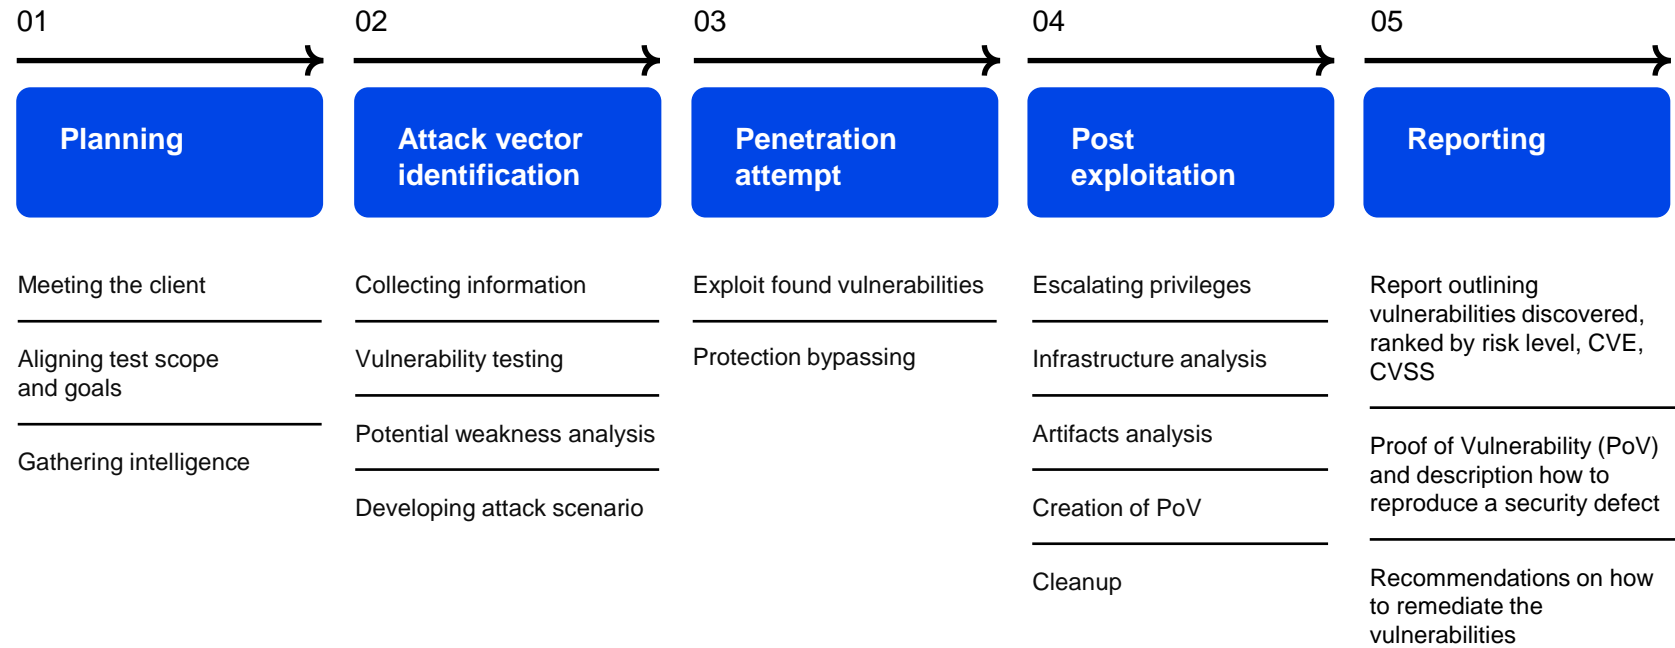 01
Planning
Meeting the client
Aligning test scope
and goals
Gathering intelligence
02
Attack vector
identification
Collecting information
Vulnerability testing
Potential weakness analysis
Developing attack scenario
03
Penetration
attempt
Exploit found vulnerabilities
Protection bypassing
04
Post
exploitation
Escalating privileges
Infrastructure analysis
Artifacts analysis
Creation of PoV
Cleanup
05
Reporting
Report outlining
vulnerabilities discovered,
ranked by risk level, CVE,
CVSS
Proof of Vulnerability (PoV)
and description how to
reproduce a security defect
Recommendations on how
to remediate the
vulnerabilities